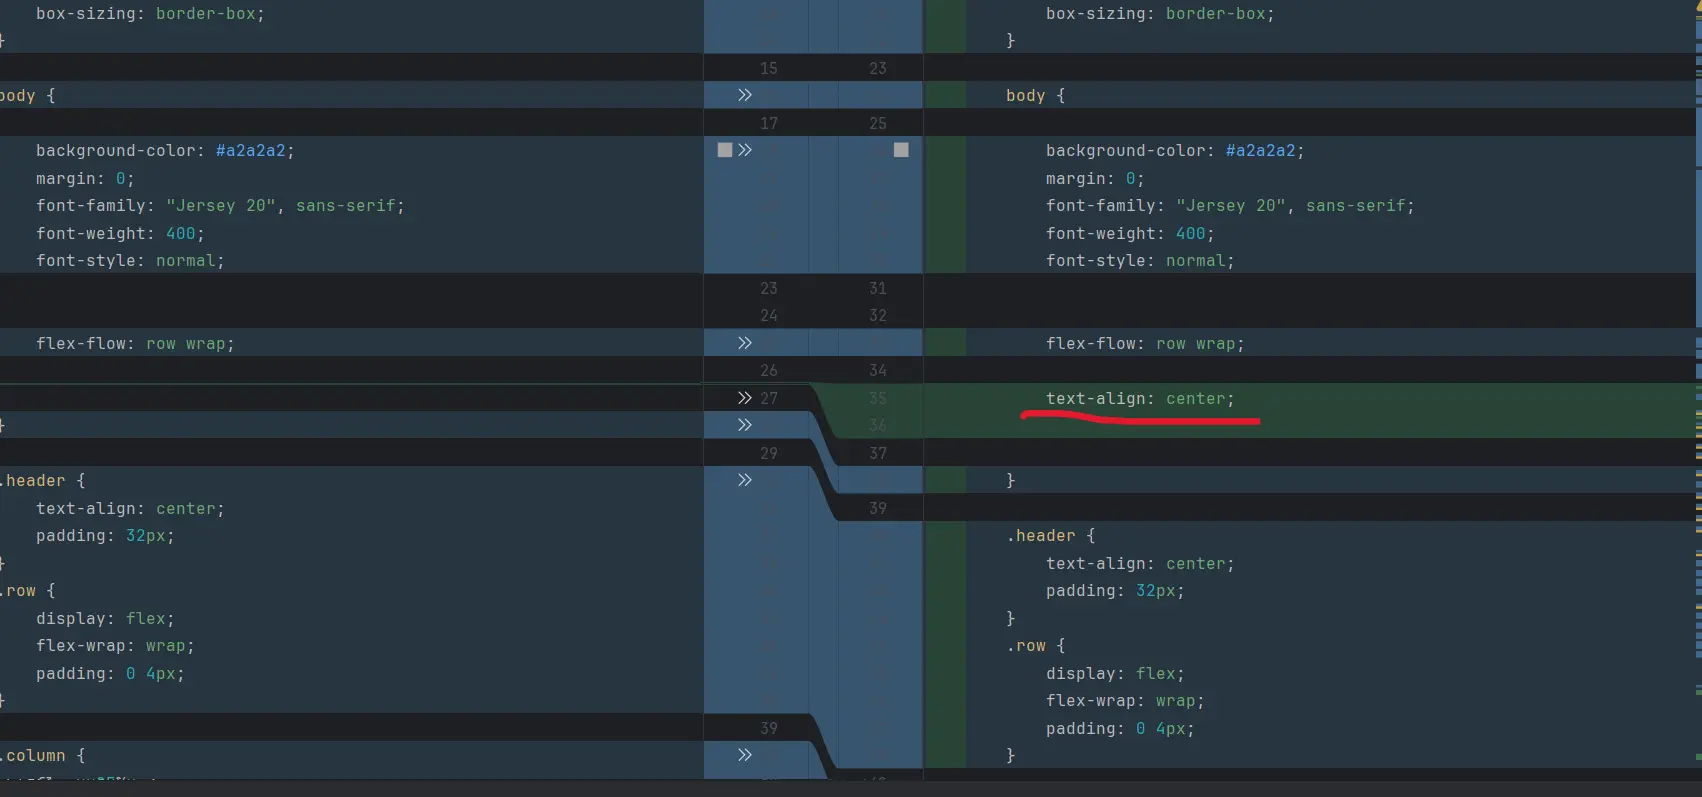 box-sizing: border-box;
}
15
body {
17
background-color: #a2a2a2;
margin: 0;
font-family: "Jersey 20", sans-serif;
font-weight: 400;
font-style: normal;
23
24
flex-flow: row wrap;
26
27
}
29
.header {
text-align: center;
padding: 32px;
}
.row {
display: flex;
flex-wrap: wrap;
padding: 0 4px;
}
39
.column {
box-sizing: border-box;
}
23
body {
25
background-color: #a2a2a2;
margin: 0;
font-family: "Jersey 20", sans-serif;
font-weight: 400;
font-style: normal;
31
32
flex-flow: row wrap;
34
35 text-align: center;
36
37
}
39
.header {
text-align: center;
padding: 32px;
}
.row {
display: flex;
flex-wrap: wrap;
padding: 0 4px;
}